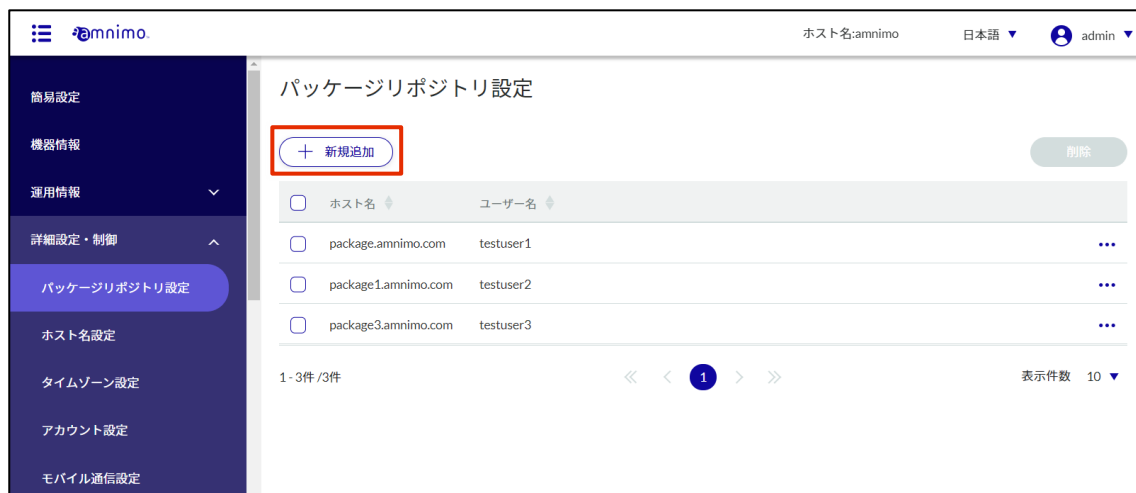 amnimo.
ホスト名:amnimo
日本語 ▼
admin ▼
簡易設定
機器情報
運用情報
詳細設定・制御
パッケージリポジトリ設定
ホスト名設定
タイムゾーン設定
アカウント設定
モバイル通信設定
パッケージリポジトリ設定
+ 新規追加
削除
ホスト名 ユーザー名
package.amnimo.com testuser1 •••
package1.amnimo.com testuser2 •••
package3.amnimo.com testuser3 •••
1 - 3件 /3件
1
表示件数 10 ▼